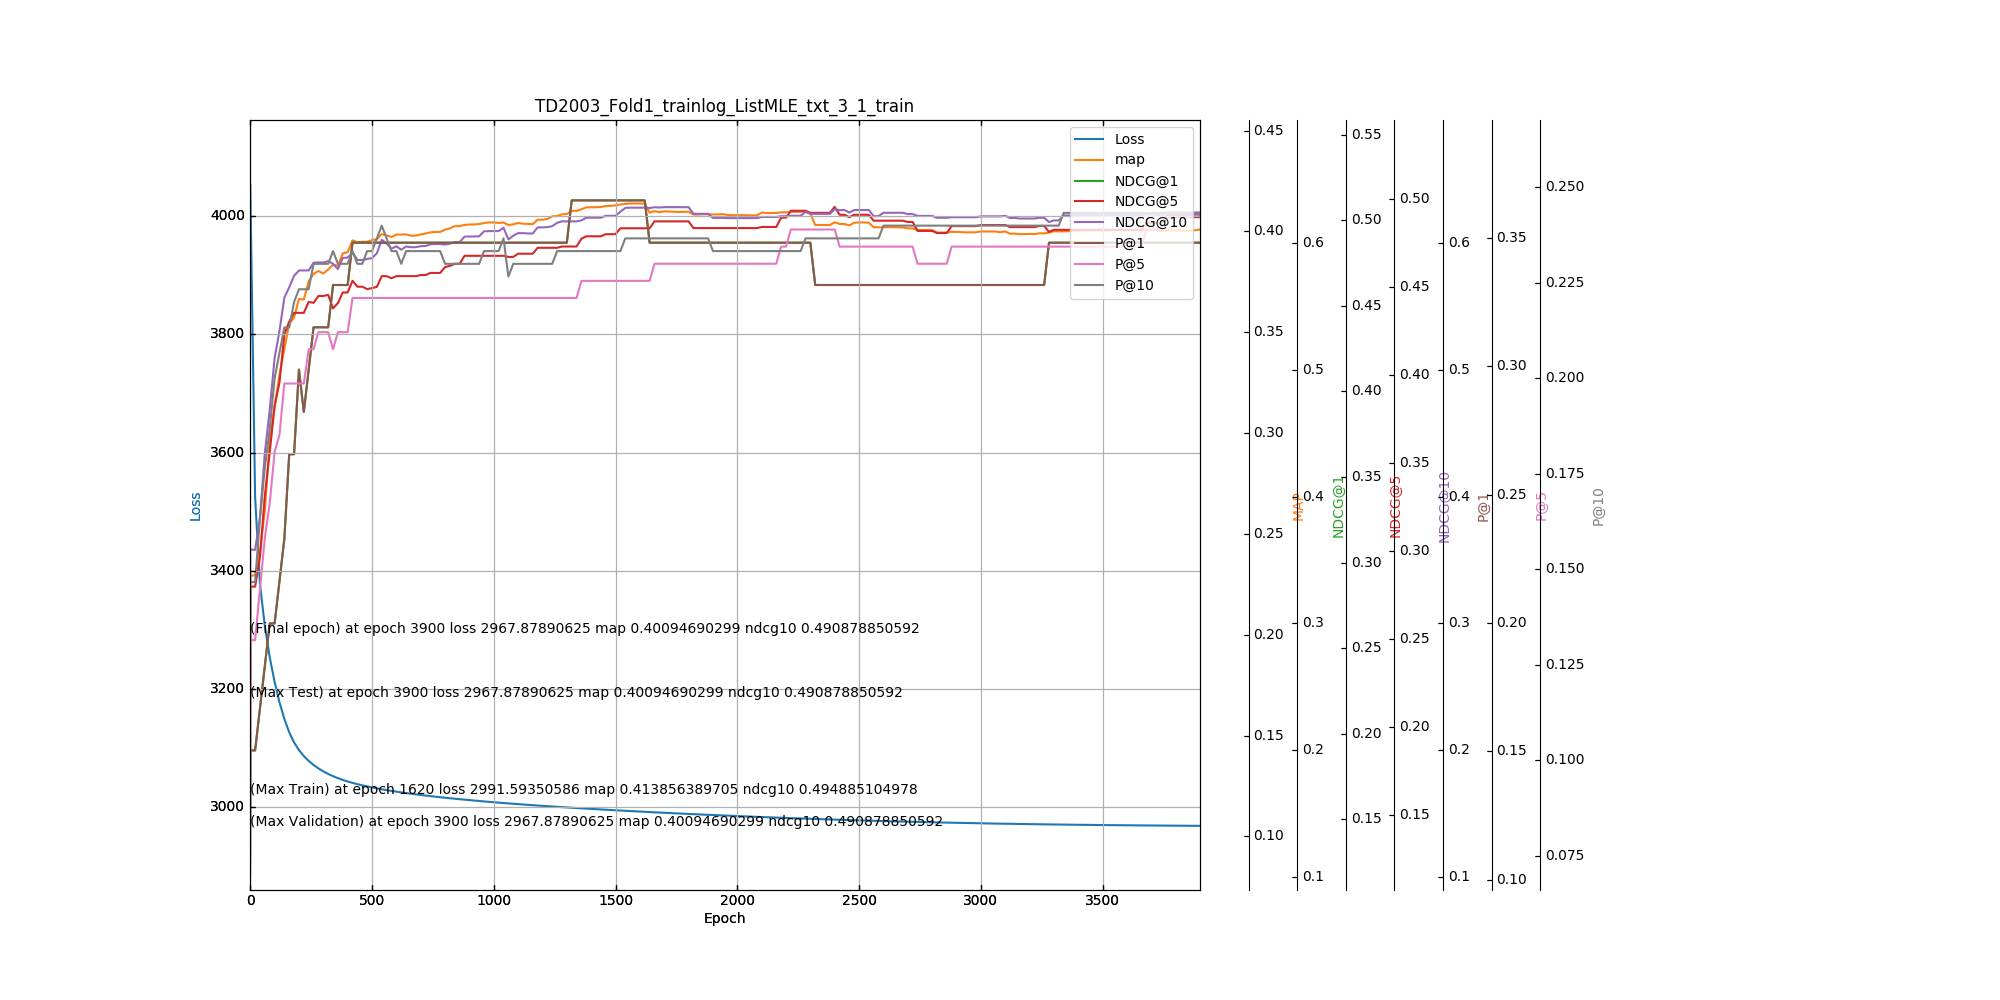 TD2003_Fold1_trainlog_ListMLE_txt_3_1_train
Loss
map
NDCG@1
NDCG@5
NDCG@10
P@1
P@5
P@10
4000
3800
3600
3400
3200
3000
Loss
(Final epoch) at epoch 3900 loss 2967.87890625 map 0.40094690299 ndcg10 0.490878850592
(Max Test) at epoch 3900 loss 2967.87890625 map 0.40094690299 ndcg10 0.490878850592
(Max Train) at epoch 1620 loss 2991.59350586 map 0.413856389705 ndcg10 0.494885104978
(Max Validation) at epoch 3900 loss 2967.87890625 map 0.40094690299 ndcg10 0.490878850592
0 500 1000 1500 2000 2500 3000 3500
Epoch
0.45
0.40
0.35
0.30
0.25
0.20
0.15
0.10
MAP
0.6
0.5
0.4
0.3
0.2
0.1
NDCG@1
0.55
0.50
0.45
0.40
0.35
0.30
0.25
0.20
0.15
NDCG@5
0.50
0.45
0.40
0.35
0.30
0.25
0.20
0.15
NDCG@10
0.6
0.5
0.4
0.3
0.2
0.1
P@1
0.35
0.30
0.25
0.20
0.15
0.10
P@5
0.250
0.225
0.200
0.175
0.150
0.125
0.100
0.075
P@10